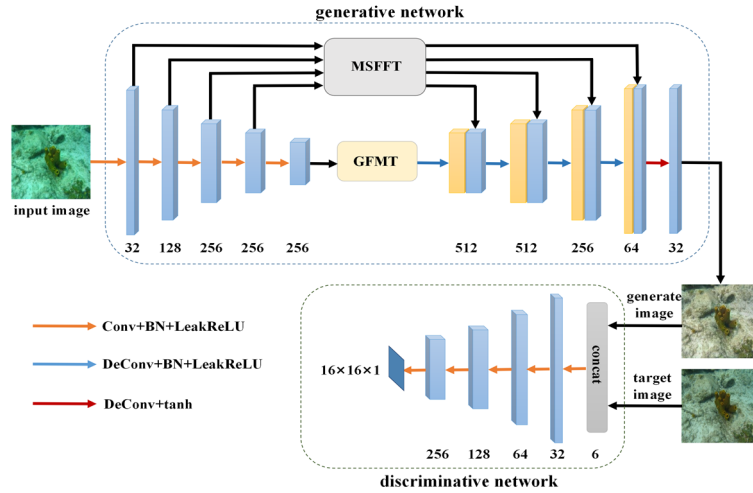 generative network
MSFFT
GFMT
input image
32 128 256 256 256 512 512 256 64 32
generate
image
Conv+BN+LeakReLU
DeConv+BN+LeakReLU
DeConv+tanh
16×16×1
concat
target
image
256 128 64 32 6
discriminative network